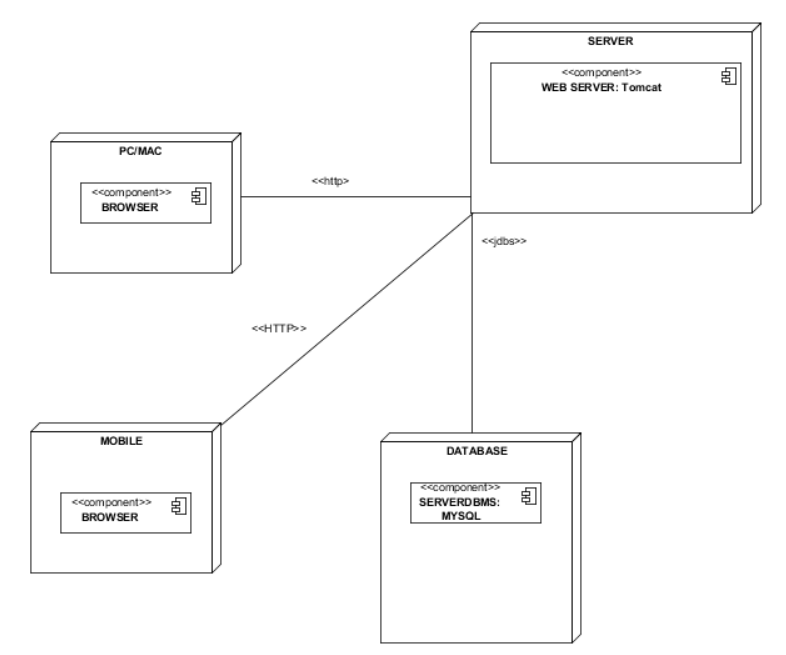 SERVER
<<component>>
WEB SERVER: Tomcat
PC/MAC
<<component>>
BROWSER
<<http>
<<jdbs>>
<<HTTP>>
MOBILE
<<component>>
BROWSER
DATABASE
<<component>>
SERVERDBMS:
MYSQL